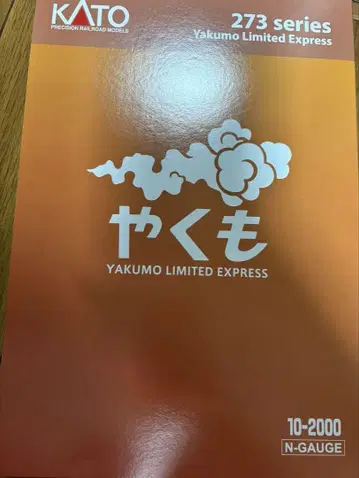 KATO
PRECISION RAILROAD MODELS
273 series
Yakumo Limited Express
やくも
YAKUMO LIMITED EXPRESS
10-2000
N-GAUGE